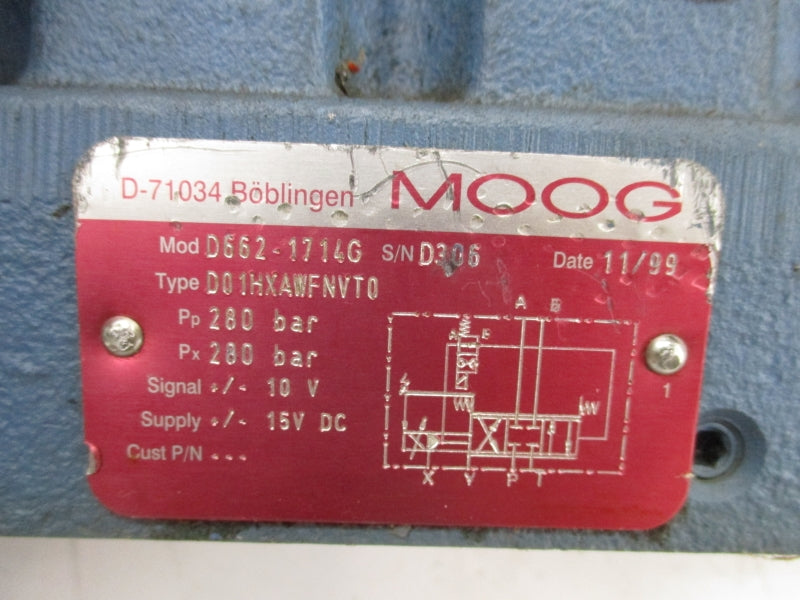 D-71034 Böblingen MOOG
Mod D662-1714G S/N D306 Date 11/99
Type D01HXAWFNVT0
Pp 280 bar
Px 280 bar
Signal +/- 10 V
Supply +/- 15V DC
Cust P/N ---
A B
A B
1
X Y P T